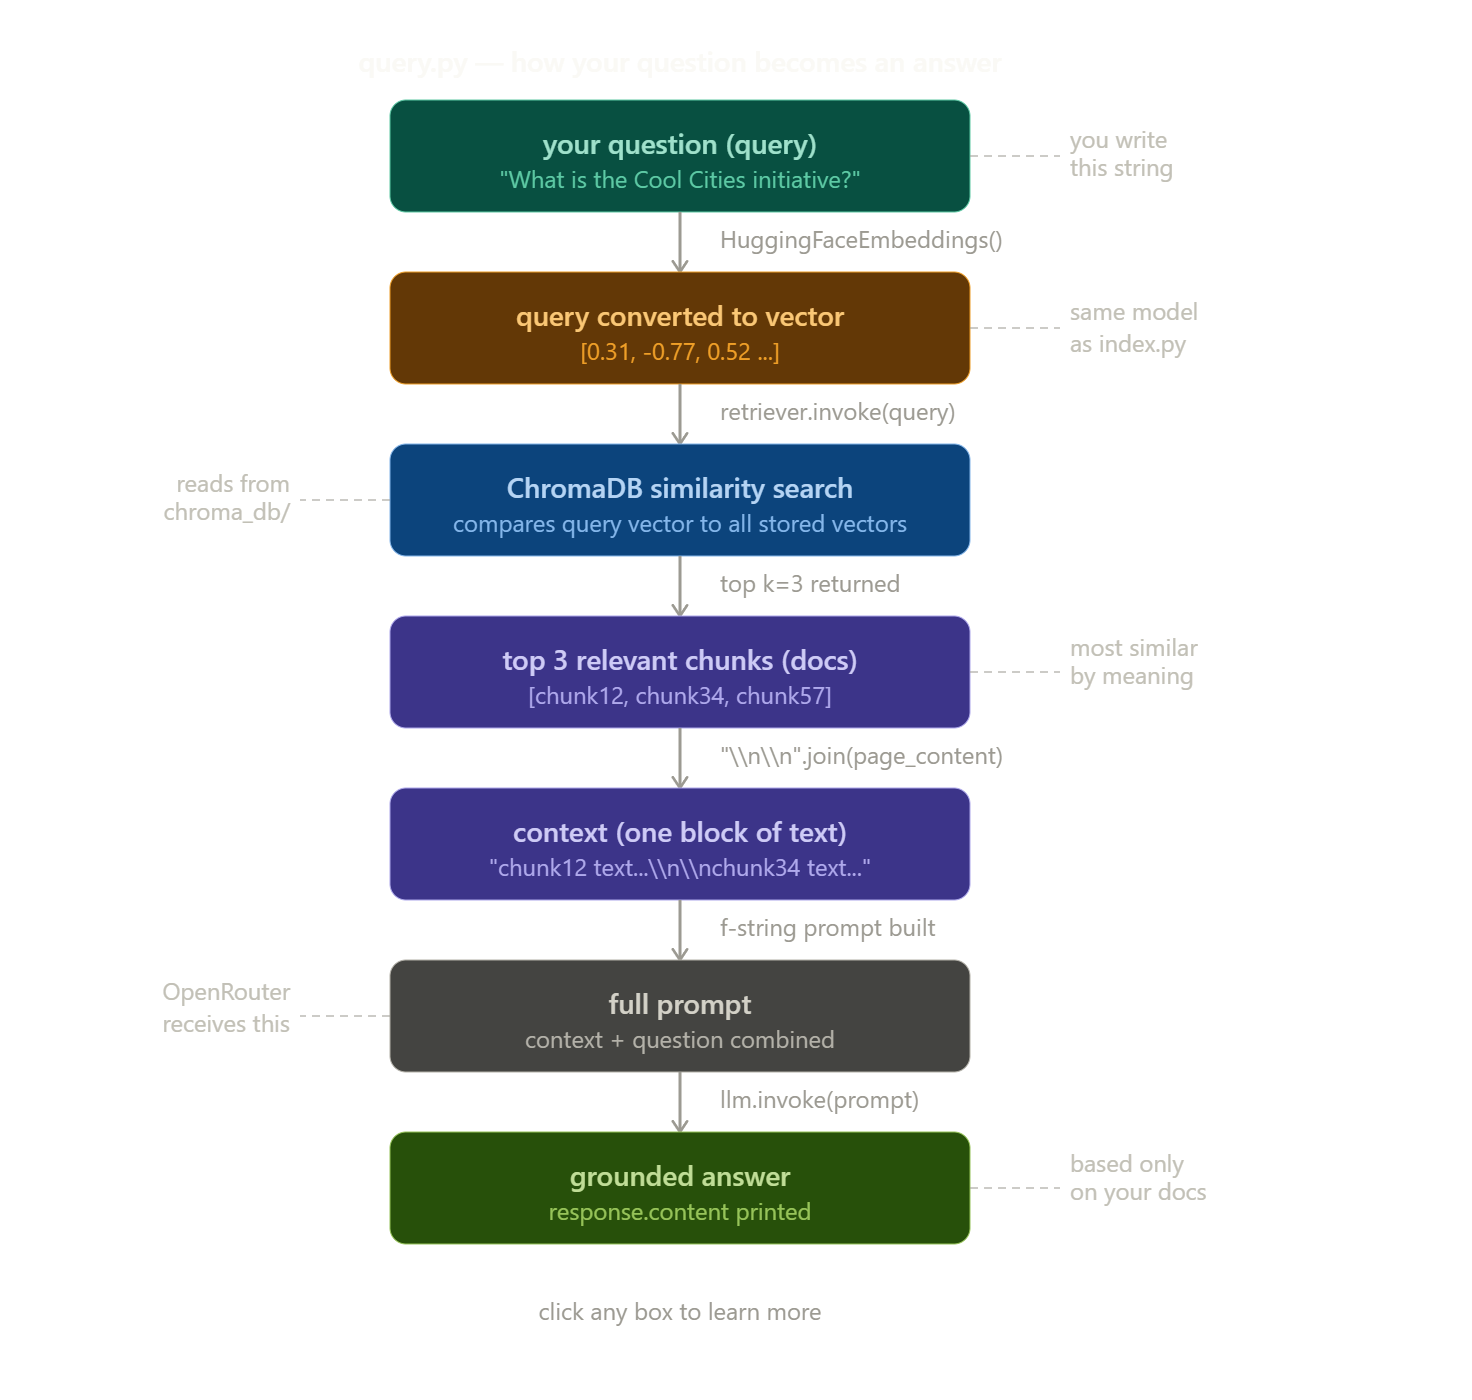 query.py — how your question becomes an answer
your question (query)
"What is the Cool Cities initiative?"
you write
this string
HuggingFaceEmbeddings()
query converted to vector
[0.31, -0.77, 0.52 ...]
same model
as index.py
retriever.invoke(query)
reads from
chroma_db/
ChromaDB similarity search
compares query vector to all stored vectors
top k=3 returned
top 3 relevant chunks (docs)
[chunk12, chunk34, chunk57]
most similar
by meaning
"\\n\\n".join(page_content)
context (one block of text)
"chunk12 text...\\n\\nchunk34 text..."
f-string prompt built
OpenRouter
receives this
full prompt
context + question combined
llm.invoke(prompt)
grounded answer
response.content printed
based only
on your docs
click any box to learn more